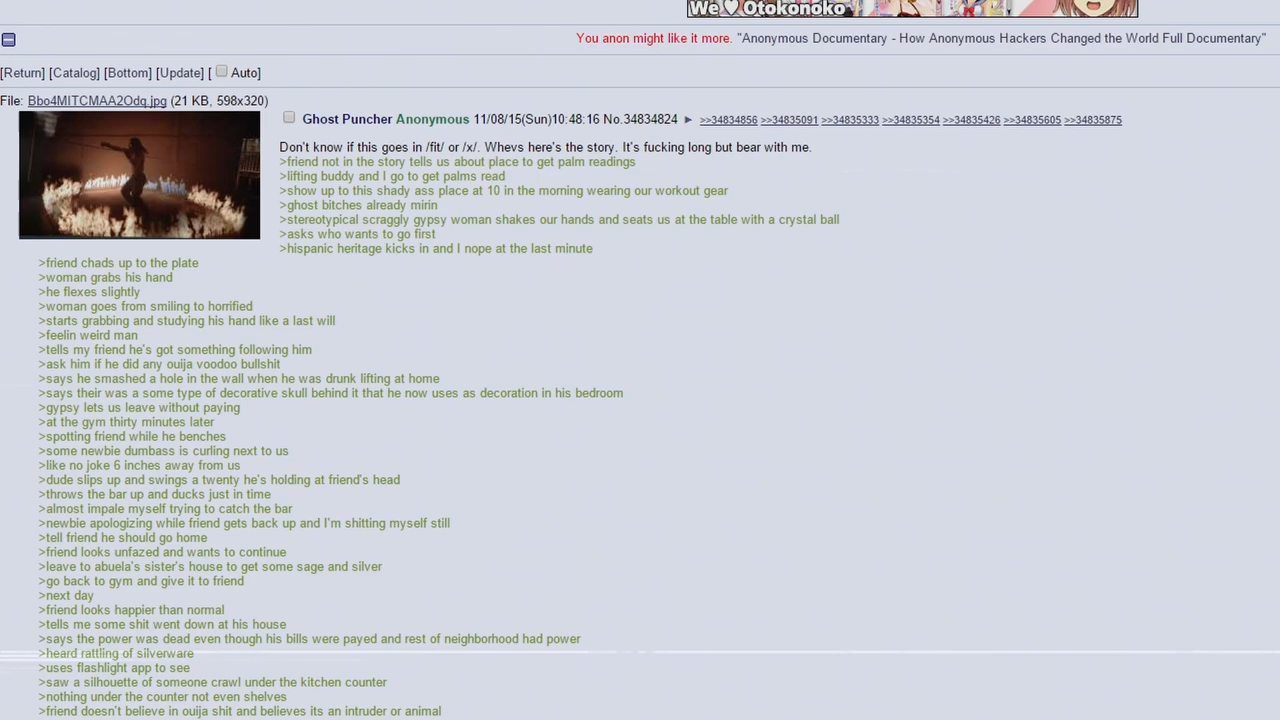 We ♥ Otokonoko
You anon might like it more. "Anonymous Documentary - How Anonymous Hackers Changed the World Full Documentary"
[Return] [Catalog] [Bottom] [Update] [ Auto]
File: Bbo4MITCMAA2Odq.jpg (21 KB, 598x320)
Ghost Puncher Anonymous 11/08/15(Sun)10:48:16 No.34834824 ► >>34834856 >>34835091 >>34835333 >>34835354 >>34835426 >>34835605 >>34835875
Don't know if this goes in /fit/ or /x/. Whevs here's the story. It's fucking long but bear with me.
>friend not in the story tells us about place to get palm readings
>lifting buddy and I go to get palms read
>show up to this shady ass place at 10 in the morning wearing our workout gear
>ghost bitches already mirin
>stereotypical scraggly gypsy woman shakes our hands and seats us at the table with a crystal ball
>asks who wants to go first
>hispanic heritage kicks in and I nope at the last minute
>friend chads up to the plate
>woman grabs his hand
>he flexes slightly
>woman goes from smiling to horrified
>starts grabbing and studying his hand like a last will
>feelin weird man
>tells my friend he's got something following him
>ask him if he did any ouija voodoo bullshit
>says he smashed a hole in the wall when he was drunk lifting at home
>says their was a some type of decorative skull behind it that he now uses as decoration in his bedroom
>gypsy lets us leave without paying
>at the gym thirty minutes later
>spotting friend while he benches
>some newbie dumbass is curling next to us
>like no joke 6 inches away from us
>dude slips up and swings a twenty he's holding at friend's head
>throws the bar up and ducks just in time
>almost impale myself trying to catch the bar
>newbie apologizing while friend gets back up and I'm shitting myself still
>tell friend he should go home
>friend looks unfazed and wants to continue
>leave to abuela's sister's house to get some sage and silver
>go back to gym and give it to friend
>next day
>friend looks happier than normal
>tells me some shit went down at his house
>says the power was dead even though his bills were payed and rest of neighborhood had power
>heard rattling of silverware
>uses flashlight app to see
>saw a silhouette of someone crawl under the kitchen counter
>nothing under the counter not even shelves
>friend doesn't believe in ouija shit and believes its an intruder or animal